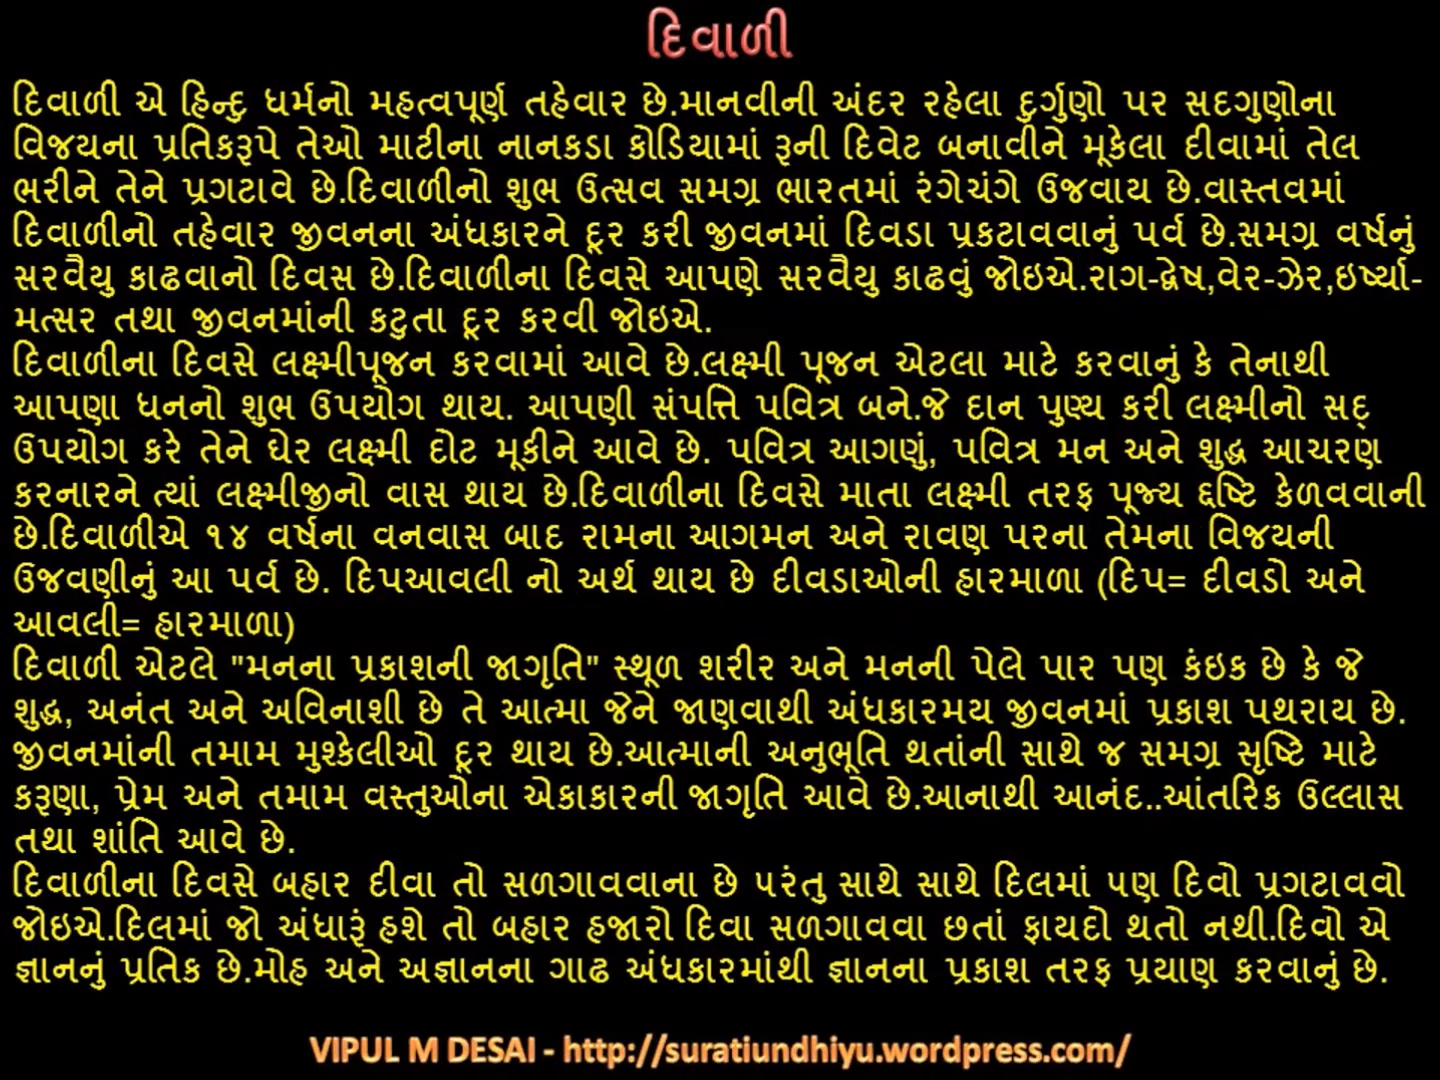 દિવાળી
દિવાળી એ હિન્દુ ધર્મનો મહત્વપૂર્ણ તહેવાર છે.માનવીની અંદર રહેલા દુર્ગુણો પર સદગુણોના
વિજયના પ્રતિકરૂપે તેઓ માટીના નાનકડા કોડિયામાં રૂની દિવેટ બનાવીને મૂકેલા દીવામાં તેલ
ભરીને તેને પ્રગટાવે છે.દિવાળીનો શુભ ઉત્સવ સમગ્ર ભારતમાં રંગેચંગે ઉજવાય છે.વાસ્તવમાં
દિવાળીનો તહેવાર જીવનના અંધકારને દૂર કરી જીવનમાં દિવડા પ્રકટાવવાનું પર્વ છે.સમગ્ર વર્ષનું
સરવૈયુ કાઢવાનો દિવસ છે.દિવાળીના દિવસે આપણે સરવૈયુ કાઢવું જોઇએ.રાગ-દ્વેષ,વેર-ઝેર,ઇર્ષ્યા-
મત્સર તથા જીવનમાંની કટુતા દૂર કરવી જોઇએ.
દિવાળીના દિવસે લક્ષ્મીપૂજન કરવામાં આવે છે.લક્ષ્મી પૂજન એટલા માટે કરવાનું કે તેનાથી
આપણા ધનનો શુભ ઉપયોગ થાય. આપણી સંપત્તિ પવિત્ર બને.જે દાન પુણ્ય કરી લક્ષ્મીનો સદ્
ઉપયોગ કરે તેને ઘેર લક્ષ્મી દોટ મૂકીને આવે છે. પવિત્ર આગણું, પવિત્ર મન અને શુદ્ધ આચરણ
કરનારને ત્યાં લક્ષ્મીજીનો વાસ થાય છે.દિવાળીના દિવસે માતા લક્ષ્મી તરફ પૂજ્ય દ્દષ્ટિ કેળવવાની
છે.દિવાળીએ ૧૪ વર્ષના વનવાસ બાદ રામના આગમન અને રાવણ પરના તેમના વિજયની
ઉજવણીનું આ પર્વ છે. દિપઆવલી નો અર્થ થાય છે દીવડાઓની હારમાળા (દિપ= દીવડો અને
આવલી= હારમાળા)
દિવાળી એટલે "મનના પ્રકાશની જાગૃતિ" સ્થૂળ શરીર અને મનની પેલે પાર પણ કંઇક છે કે જે
શુદ્ધ, અનંત અને અવિનાશી છે તે આત્મા જેને જાણવાથી અંધકારમય જીવનમાં પ્રકાશ પથરાય છે.
જીવનમાંની તમામ મુશ્કેલીઓ દૂર થાય છે.આત્માની અનુભૂતિ થતાંની સાથે જ સમગ્ર સૃષ્ટિ માટે
કરૂણા, પ્રેમ અને તમામ વસ્તુઓના એકાકારની જાગૃતિ આવે છે.આનાથી આનંદ..આંતરિક ઉલ્લાસ
તથા શાંતિ આવે છે.
દિવાળીના દિવસે બહાર દીવા તો સળગાવવાના છે પરંતુ સાથે સાથે દિલમાં પણ દિવો પ્રગટાવવો
જોઇએ.દિલમાં જો અંધારૂં હશે તો બહાર હજારો દિવા સળગાવવા છતાં ફાયદો થતો નથી.દિવો એ
જ્ઞાનનું પ્રતિક છે.મોહ અને અજ્ઞાનના ગાઢ અંધકારમાંથી જ્ઞાનના પ્રકાશ તરફ પ્રયાણ કરવાનું છે.
VIPUL M DESAI - http://suratiundhiyu.wordpress.com/